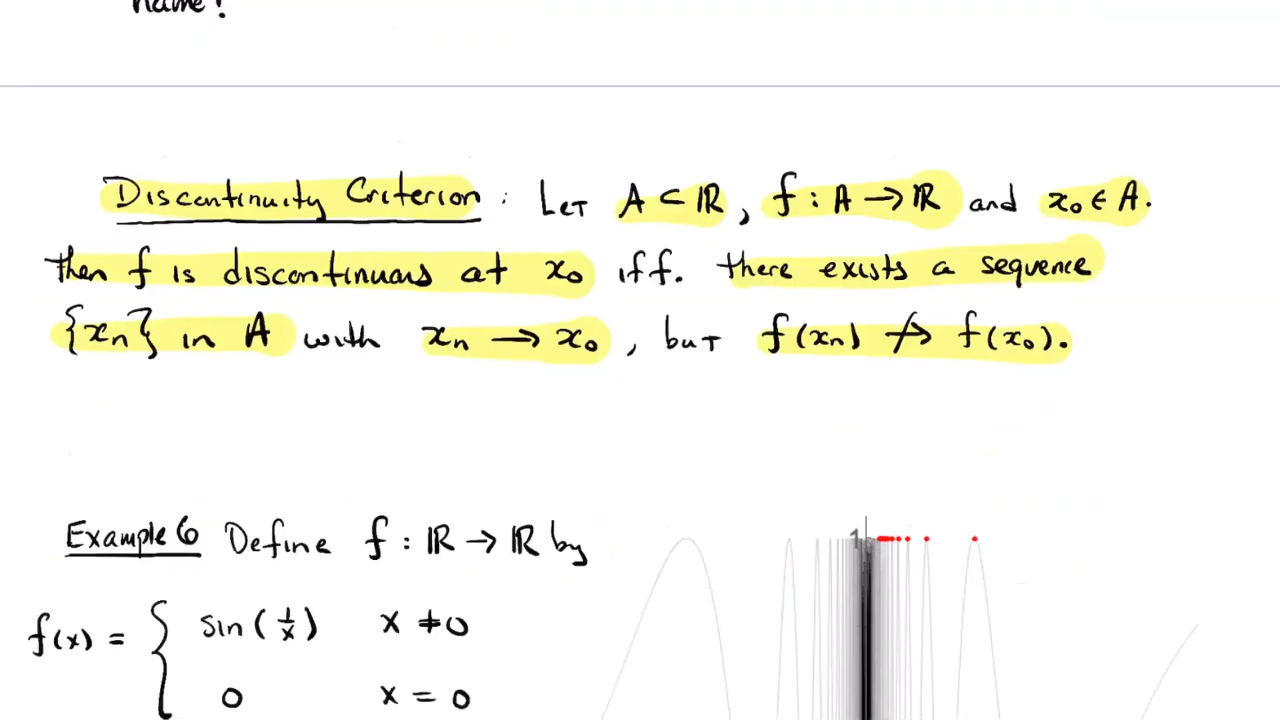 name!
Discontinuity Criterion : Let A ⊂ ℝ, f : A → ℝ and x₀ ∈ A.
then f is discontinuous at x₀ iff. there exists a sequence
{xₙ} in A with xₙ → x₀, but f(xₙ) ↛ f(x₀).
Example 6 Define f : ℝ → ℝ by
1
f(x) = { sin(1/x) x ≠ 0
0 x = 0